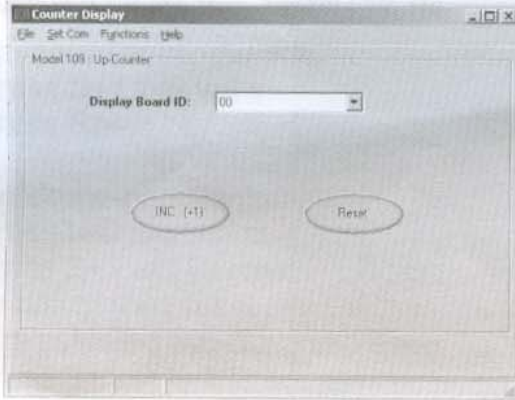 Counter Display
File Set Com Functions Help
Model 109 : Up-Counter
Display Board ID: 00
INC (+1) Reset